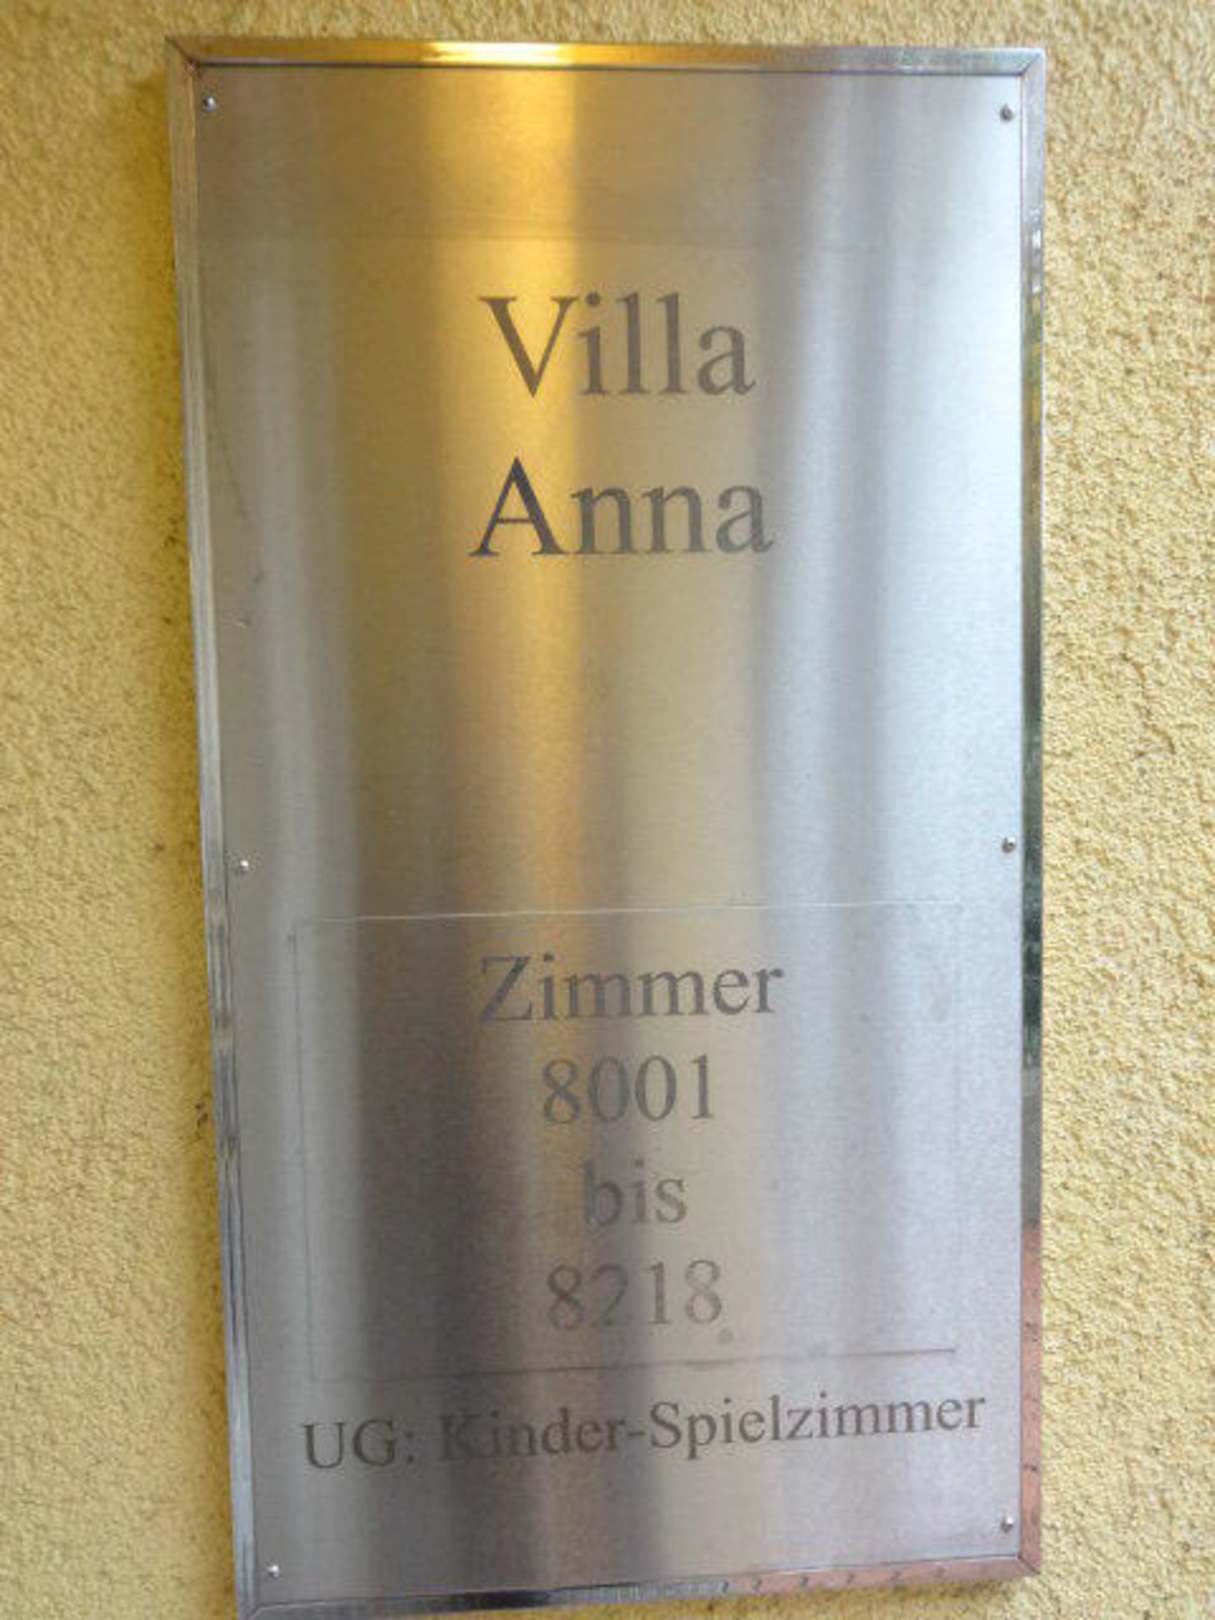 Villa
Anna
Zimmer
8001
bis
8218
UG: Kinder-Spielzimmer